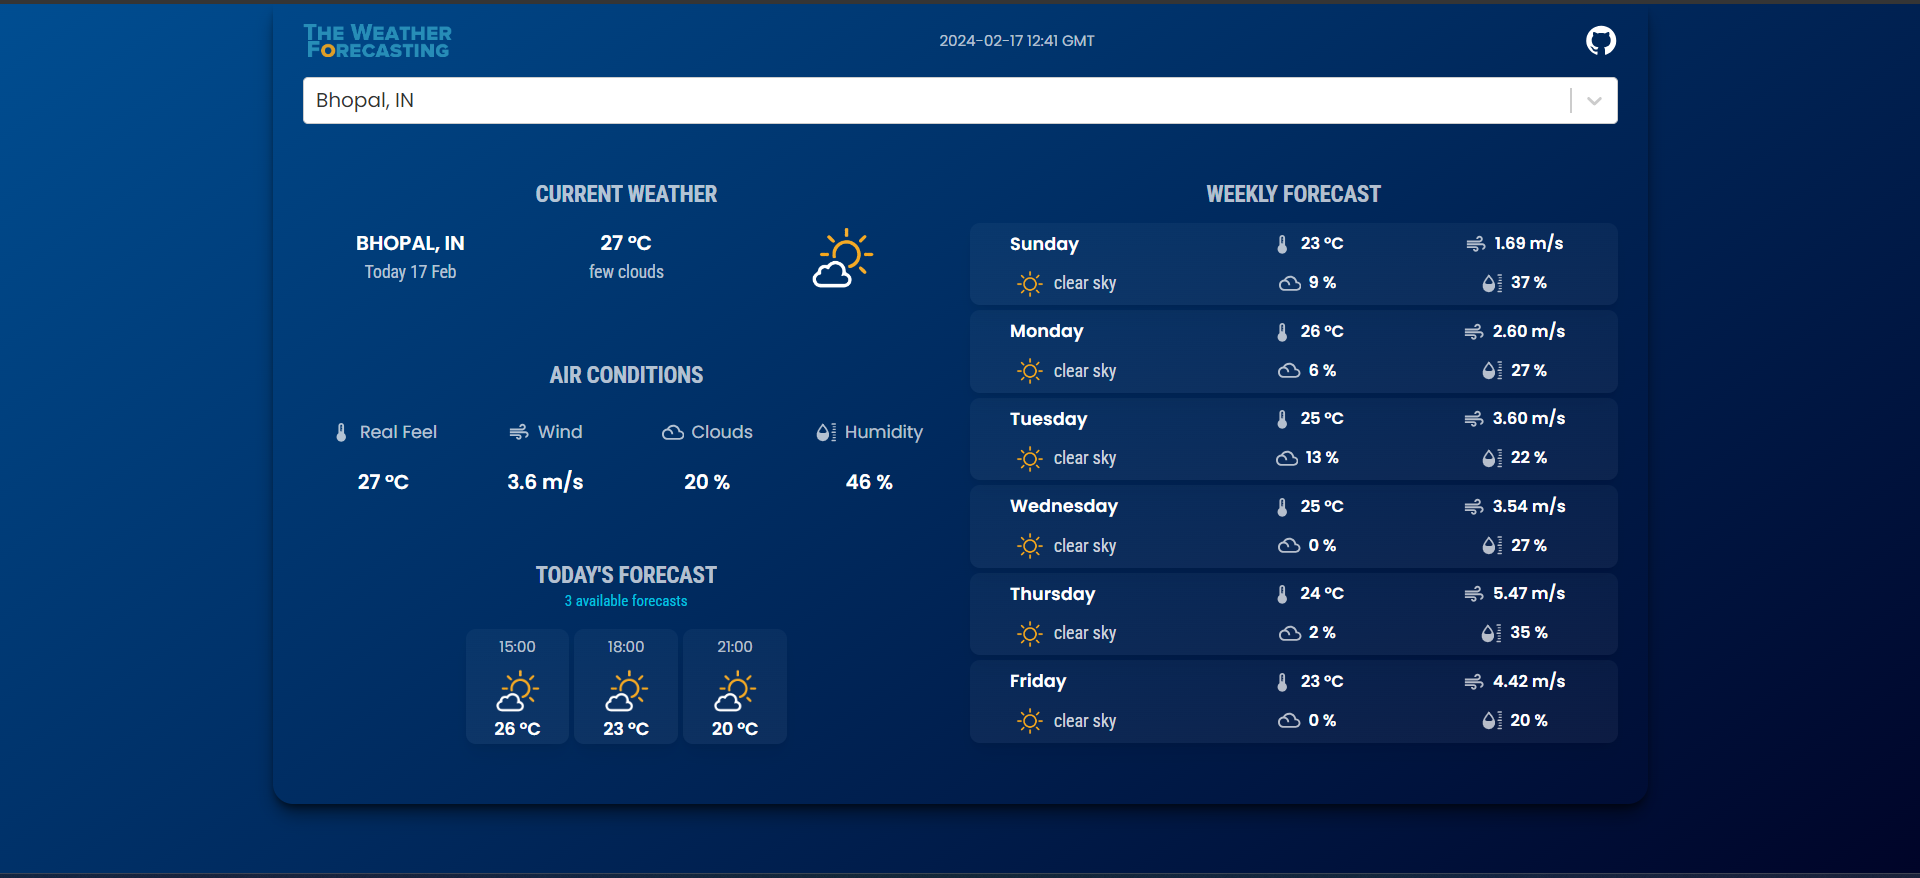 THE WEATHER
FORECASTING
2024-02-17 12:41 GMT
Bhopal, IN
CURRENT WEATHER
BHOPAL, IN
Today 17 Feb
27 °C
few clouds
AIR CONDITIONS
Real Feel
27 °C
Wind
3.6 m/s
Clouds
20 %
Humidity
46 %
TODAY'S FORECAST
3 available forecasts
15:00
26 °C
18:00
23 °C
21:00
20 °C
WEEKLY FORECAST
Sunday 23 °C 1.69 m/s
clear sky 9 % 37 %
Monday 26 °C 2.60 m/s
clear sky 6 % 27 %
Tuesday 25 °C 3.60 m/s
clear sky 13 % 22 %
Wednesday 25 °C 3.54 m/s
clear sky 0 % 27 %
Thursday 24 °C 5.47 m/s
clear sky 2 % 35 %
Friday 23 °C 4.42 m/s
clear sky 0 % 20 %